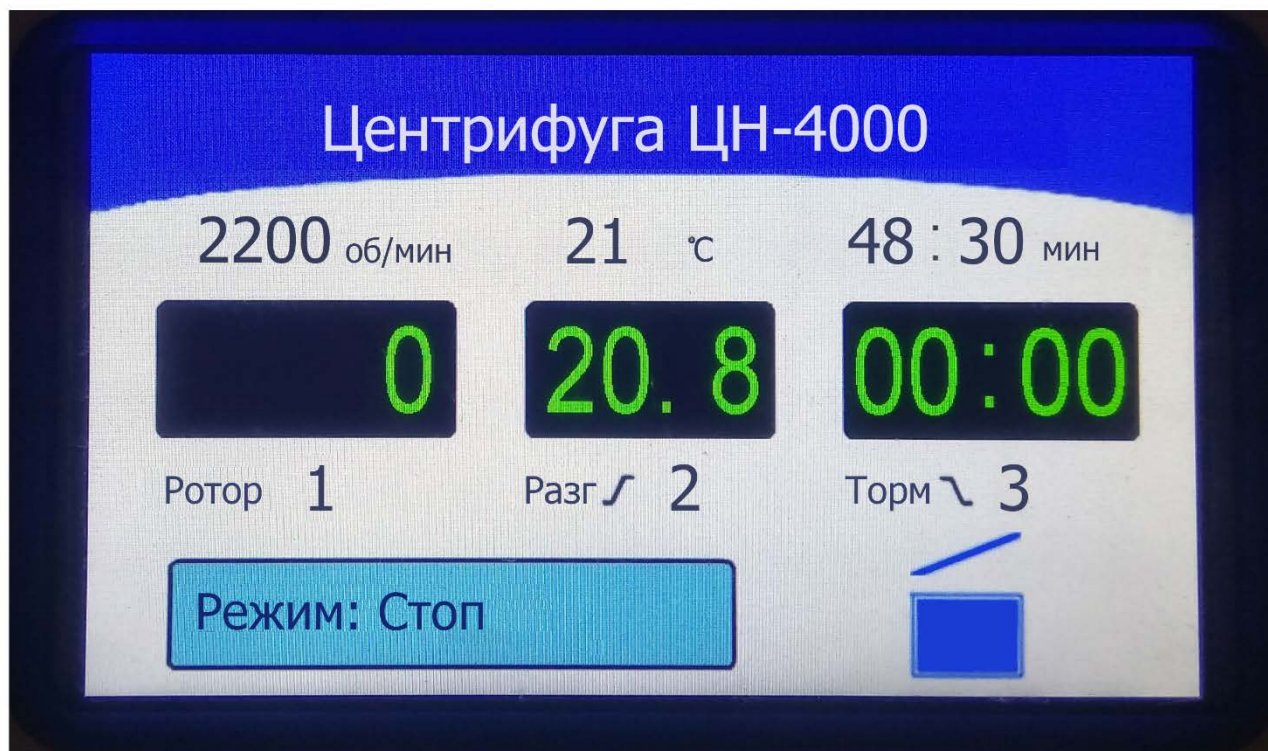 Центрифуга ЦН-4000
2200 об/мин 21 °C 48 : 30 мин
0 20. 8 00:00
Ротор 1 Разг 2 Торм 3
Режим: Стоп